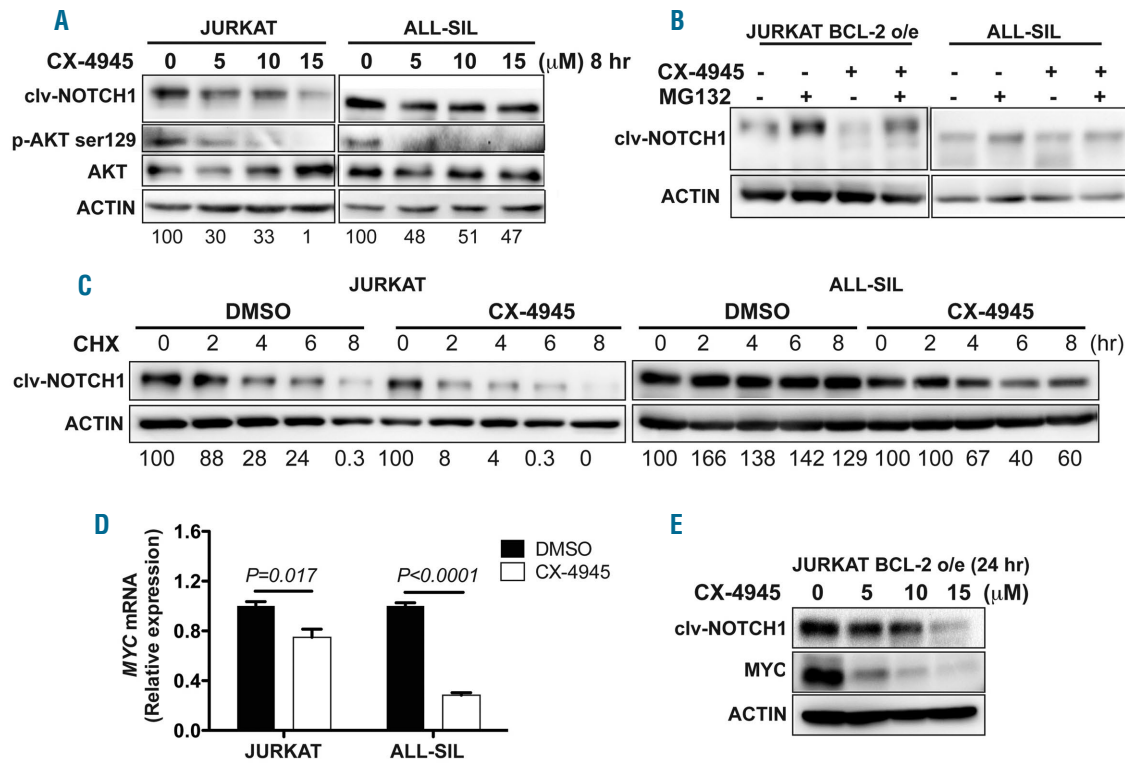 A
JURKAT ALL-SIL
CX-4945 0 5 10 15 0 5 10 15 (μM) 8 hr
clv-NOTCH1
p-AKT ser129
AKT
ACTIN
100 30 33 1 100 48 51 47
B
JURKAT BCL-2 o/e ALL-SIL
CX-4945 - - + + - - + +
MG132 - + - + - + - +
clv-NOTCH1
ACTIN
C
JURKAT ALL-SIL
DMSO CX-4945 DMSO CX-4945
CHX 0 2 4 6 8 0 2 4 6 8 0 2 4 6 8 0 2 4 6 8 (hr)
clv-NOTCH1
ACTIN
100 88 28 24 0.3 100 8 4 0.3 0 100 166 138 142 129 100 100 67 40 60
D
MYC mRNA
(Relative expression)
1.6
1.2
0.8
0.4
0.0
P=0.017 P<0.0001
DMSO
CX-4945
JURKAT ALL-SIL
E
JURKAT BCL-2 o/e (24 hr)
CX-4945 0 5 10 15 (μM)
clv-NOTCH1
MYC
ACTIN